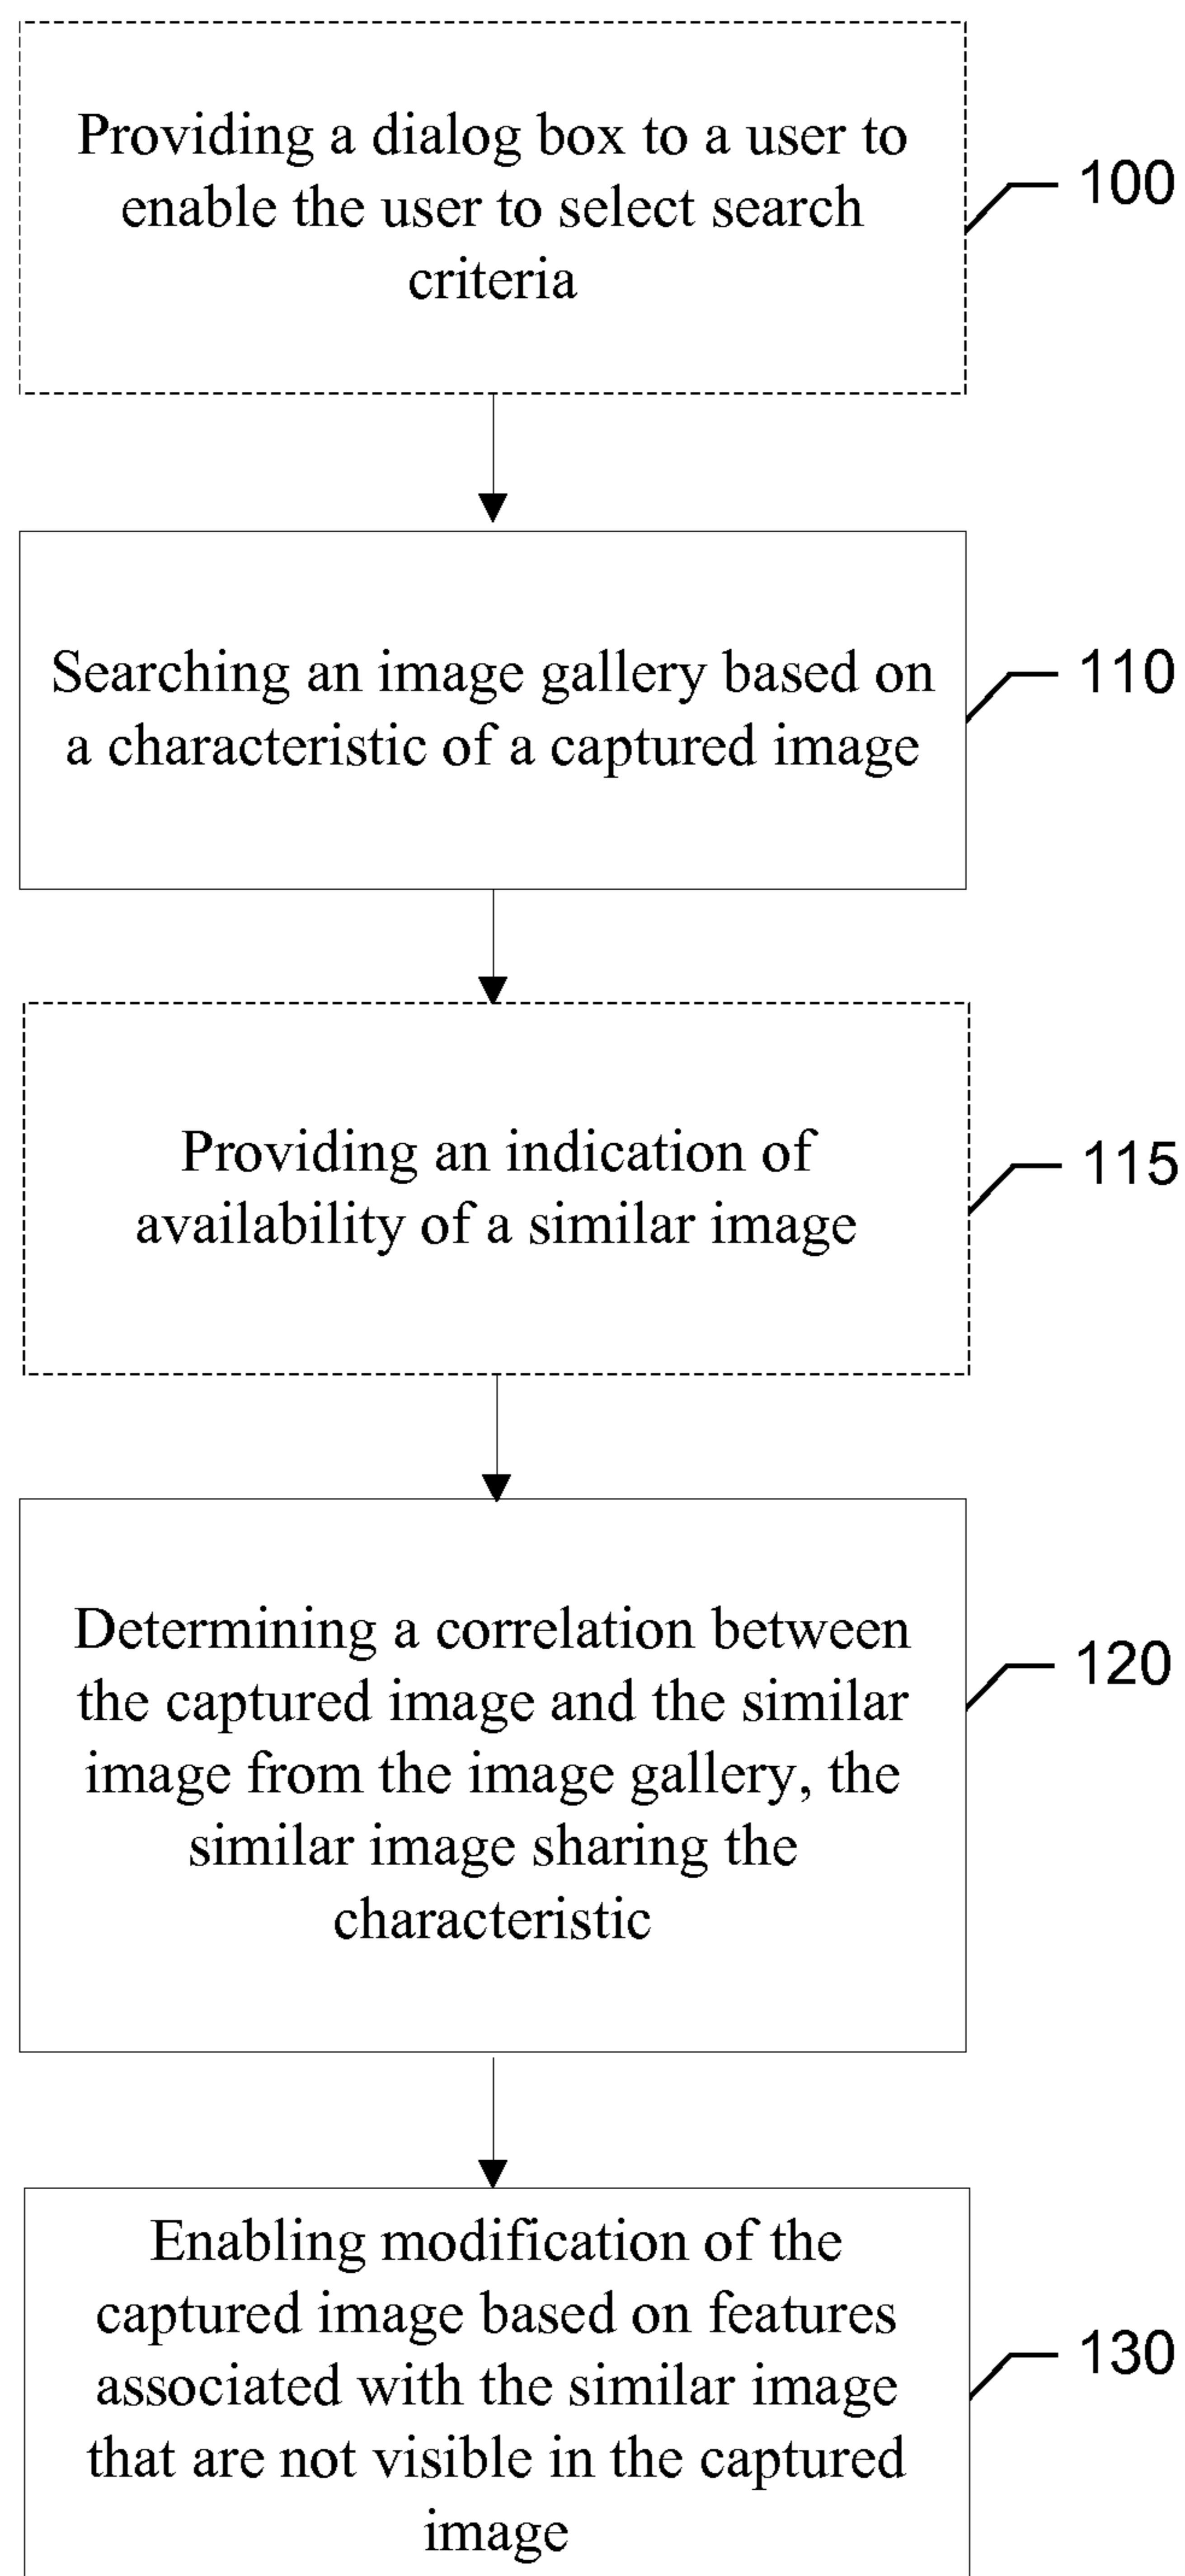 Providing a dialog box to a user to
enable the user to select search
criteria
100
Searching an image gallery based on
a characteristic of a captured image
110
Providing an indication of
availability of a similar image
115
Determining a correlation between
the captured image and the similar
image from the image gallery, the
similar image sharing the
characteristic
120
Enabling modification of the
captured image based on features
associated with the similar image
that are not visible in the captured
image
130